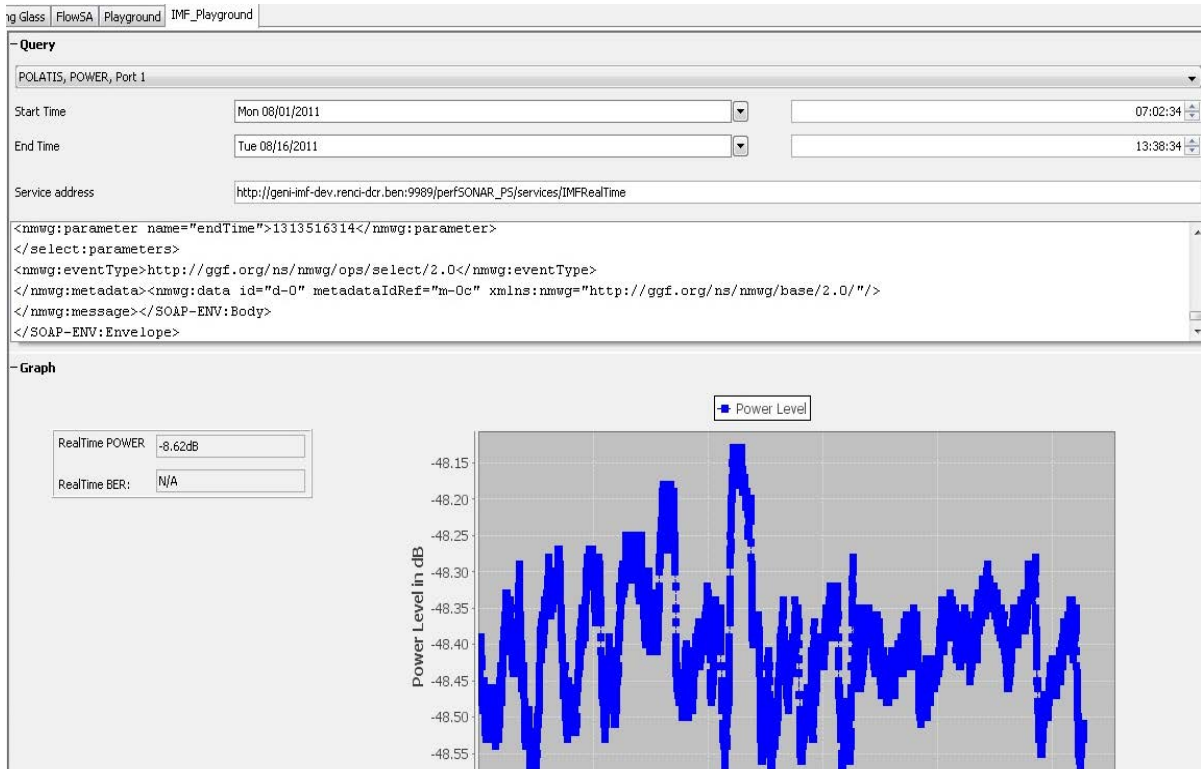 ng Glass FlowSA Playground IMF_Playground
Query
POLATIS, POWER, Port 1
Start Time Mon 08/01/2011 07:02:34
End Time Tue 08/16/2011 13:38:34
Service address http://geni-imf-dev.renci-dcr.ben:9989/perfSONAR_PS/services/IMFRealTime
<nmwg:parameter name="endTime">1313516314</nmwg:parameter>
</select:parameters>
<nmwg:eventType>http://ggf.org/ns/nmwg/ops/select/2.0</nmwg:eventType>
</nmwg:metadata><nmwg:data id="d-0" metadataIdRef="m-0c" xmlns:nmwg="http://ggf.org/ns/nmwg/base/2.0/"/>
</nmwg:message></SOAP-ENV:Body>
</SOAP-ENV:Envelope>
Graph
Power Level
RealTime POWER -8.62dB
RealTime BER: N/A
Power Level in dB
-48.15
-48.20
-48.25
-48.30
-48.35
-48.40
-48.45
-48.50
-48.55